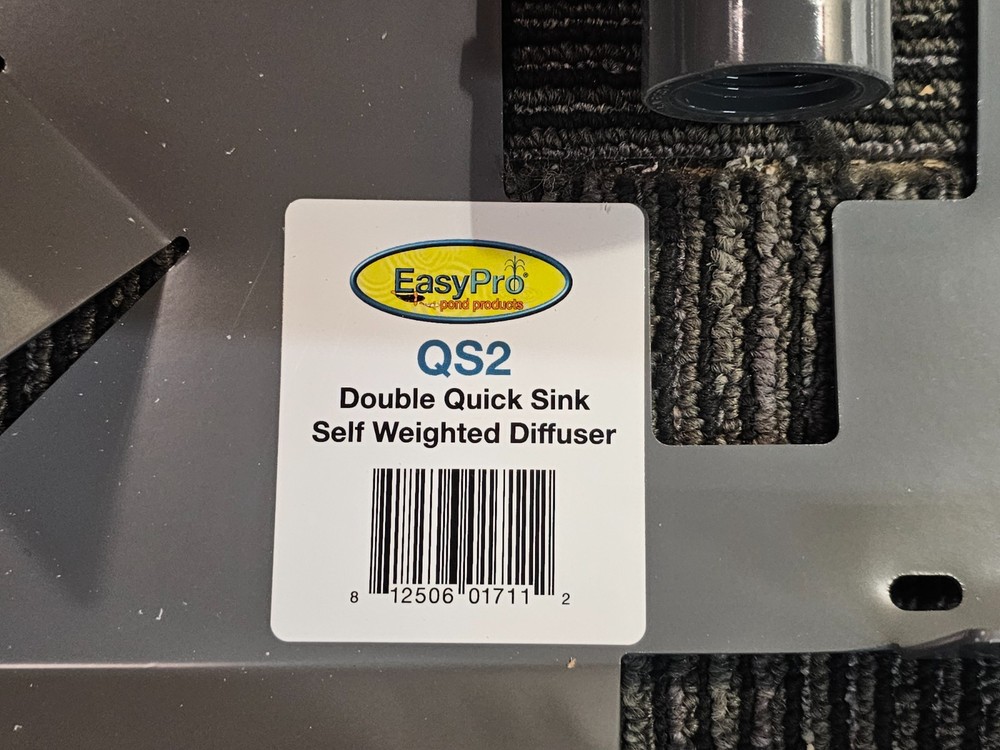 EasyPro®
pond products
QS2
Double Quick Sink
Self Weighted Diffuser
8 12506 01711 2